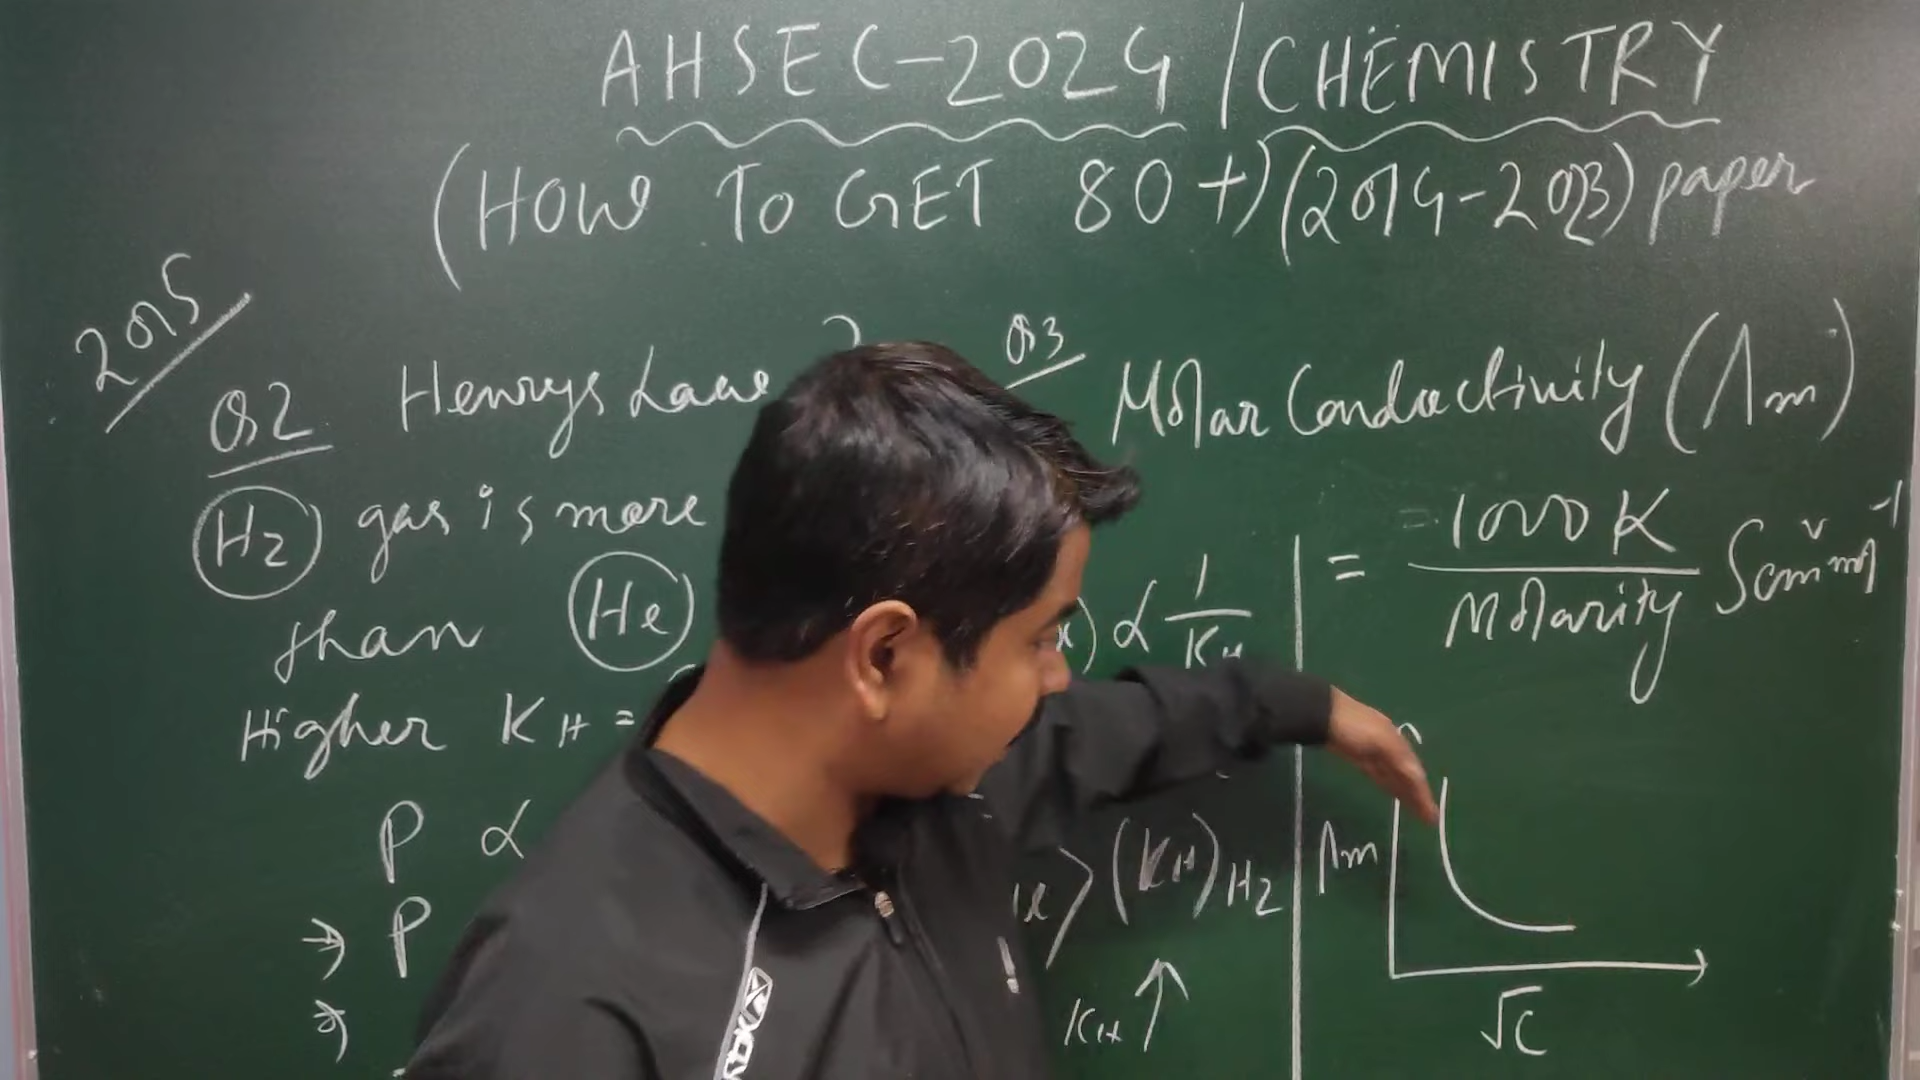 AHSEC-2024/CHEMISTRY
(HOW TO GET 80+)(2014-2023) paper
2015
Q2 Henrys Law ?
H2 gas is more
than He
x) ∝ 1/KH
Higher KH =
P ∝
→ P
> (KH)H2
KH ↑
Q3 Molar Conductivity (Λm)
= 1000 K / Molarity S cm² mol⁻¹
Λm
√C